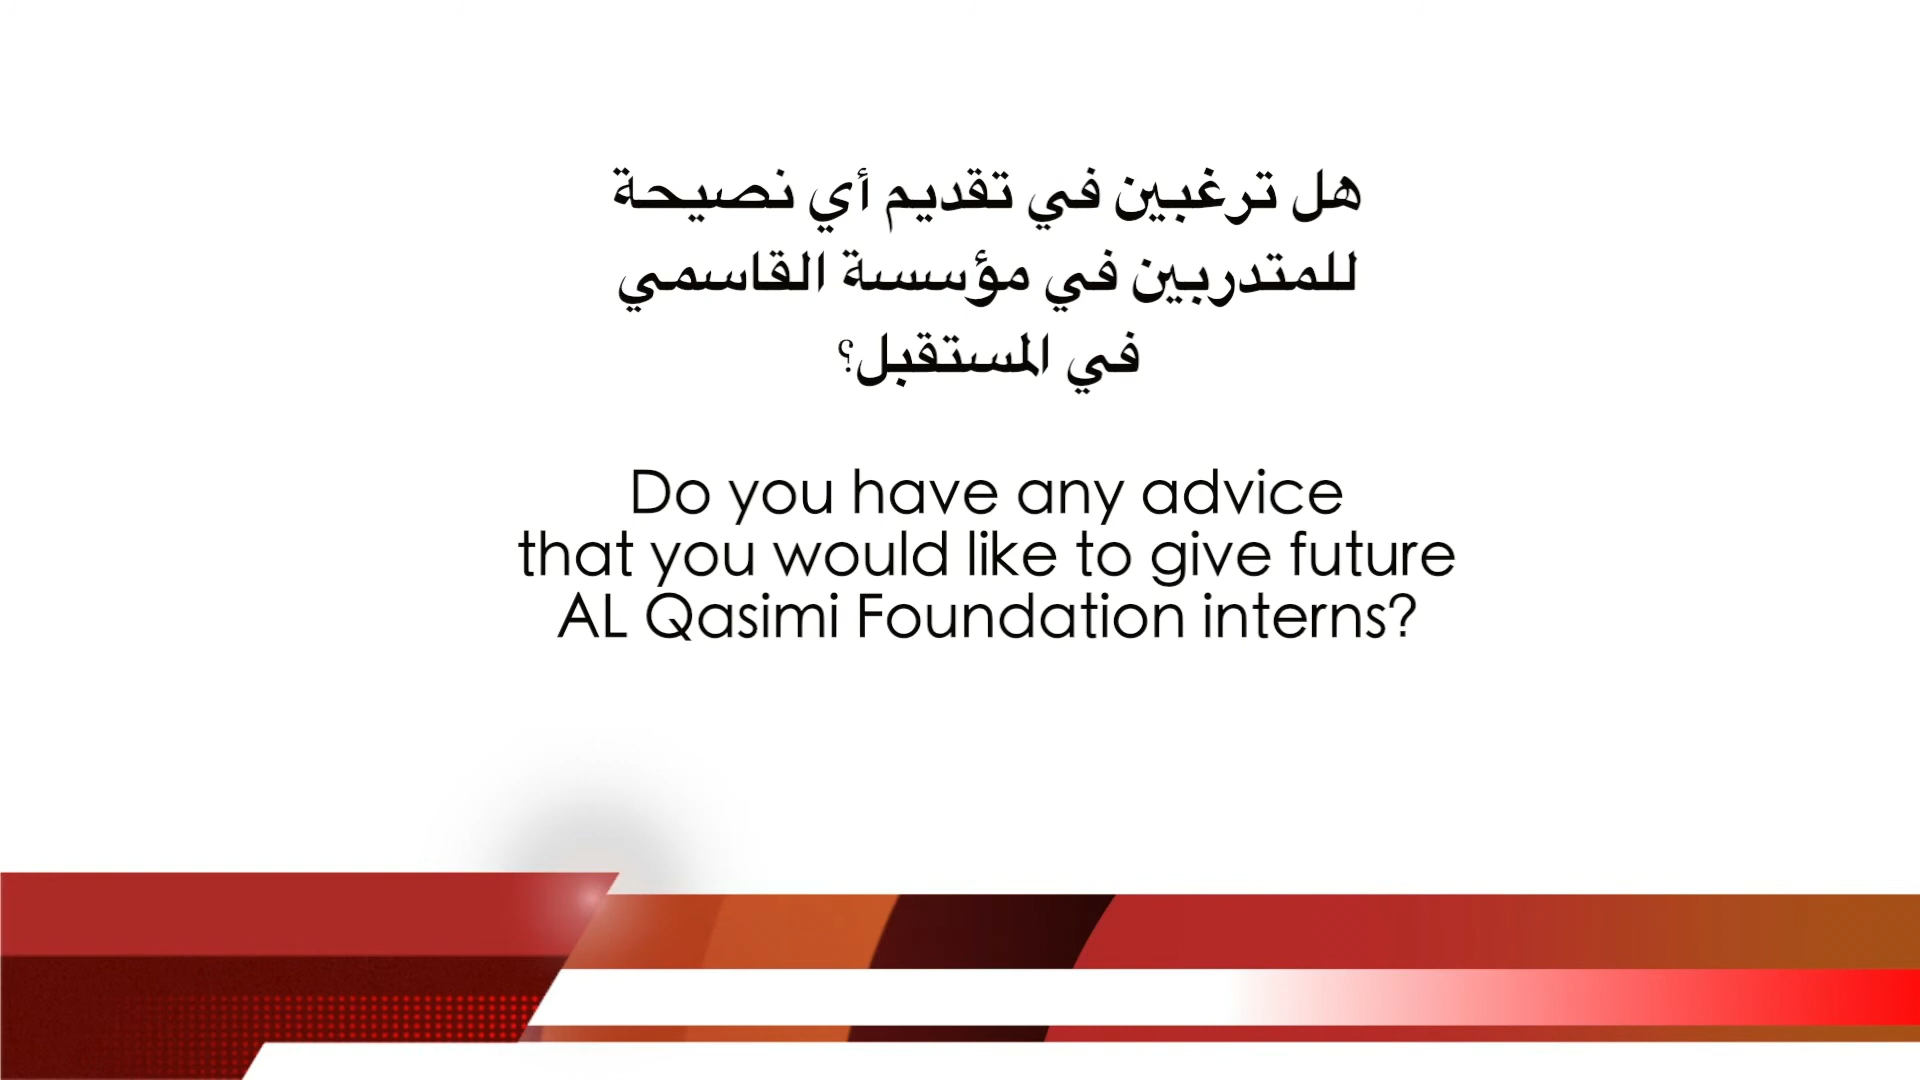 هل ترغبين في تقديم أي نصيحة
للمتدربين في مؤسسة القاسمي
في المستقبل؟
Do you have any advice
that you would like to give future
AL Qasimi Foundation interns?